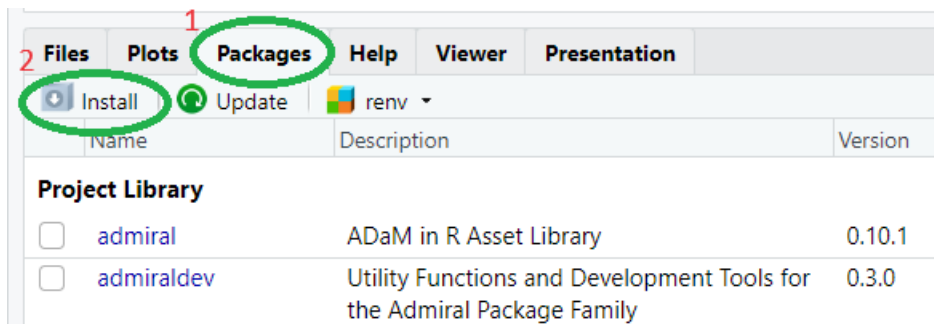 1
2 Files Plots Packages Help Viewer Presentation
Install Update renv
Name Description Version
Project Library
admiral ADaM in R Asset Library 0.10.1
admiraldev Utility Functions and Development Tools for 0.3.0
the Admiral Package Family